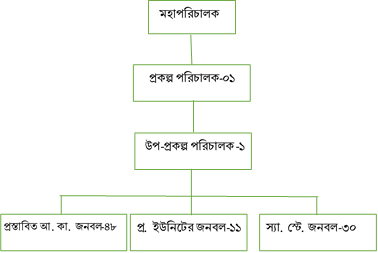 মহাপরিচালক
প্রকল্প পরিচালক-০১
উপ-প্রকল্প পরিচালক -১
প্রস্তাবিত আ. কা. জনবল-৪৮
প্র. ইউনিটের জনবল-১১
স্যা. স্টে. জনবল-৩০